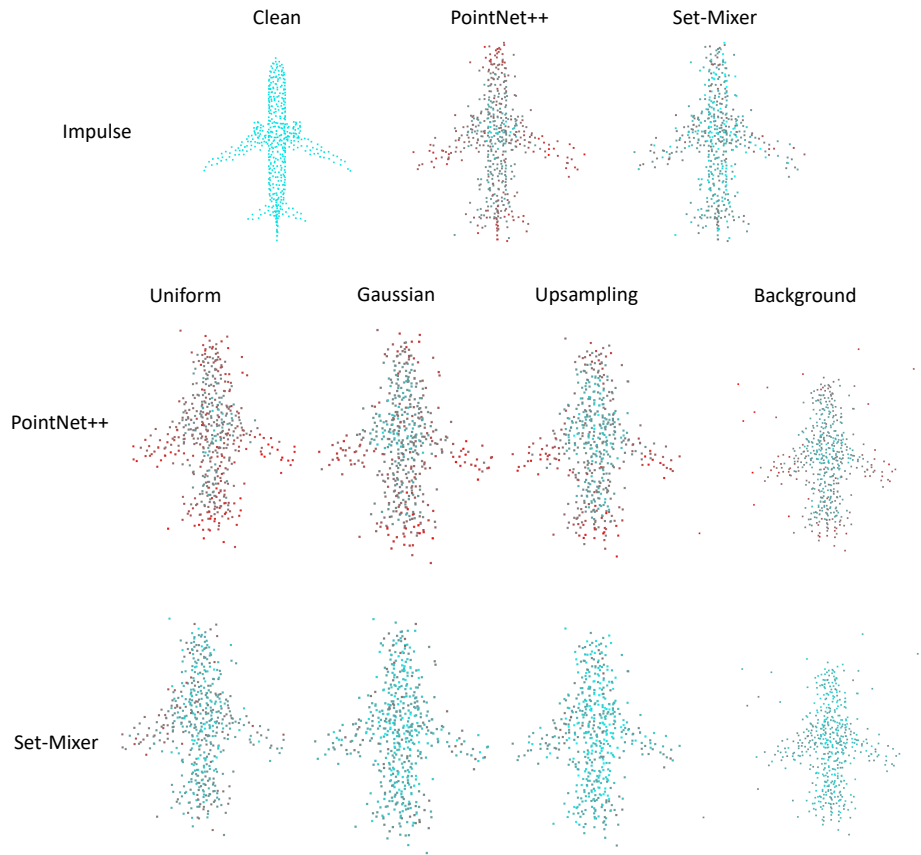 Clean PointNet++ Set-Mixer
Impulse
Uniform Gaussian Upsampling Background
PointNet++
Set-Mixer